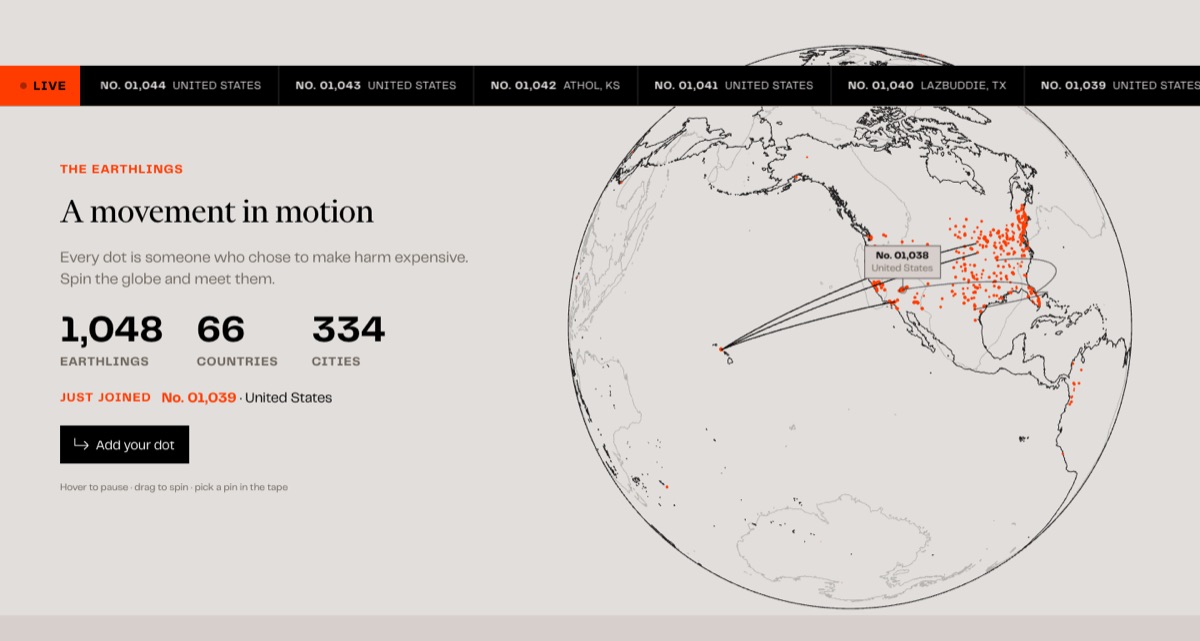 LIVE NO. 01,044 UNITED STATES NO. 01,043 UNITED STATES NO. 01,042 ATHOL, KS NO. 01,041 UNITED STATES NO. 01,040 LAZBUDDIE, TX NO. 01,039 UNITED STATES
THE EARTHLINGS
A movement in motion
Every dot is someone who chose to make harm expensive.
Spin the globe and meet them.
1,048 66 334
EARTHLINGS COUNTRIES CITIES
JUST JOINED No. 01,039 · United States
↳ Add your dot
Hover to pause · drag to spin · pick a pin in the tape
No. 01,038
United States